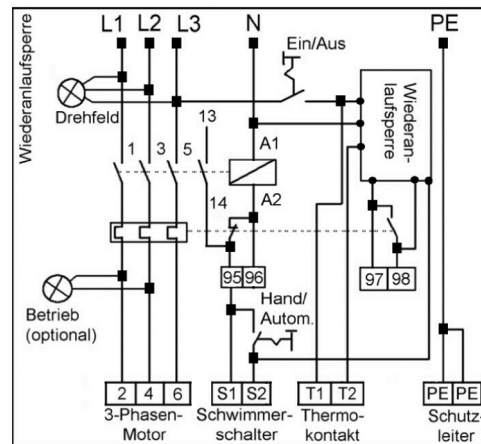 Wiederanlaufsperre
L1 L2 L3 N PE
Ein/Aus
Drehfeld
Wiederan-
laufsperre
13
1 3 5 A1
14 A2
95 96 97 98
Betrieb
(optional)
Hand/
Autom.
2 4 6 S1 S2 T1 T2 PE PE
3-Phasen-
Motor
Schwimmer-
schalter
Thermo-
kontakt
Schutz-
leiter